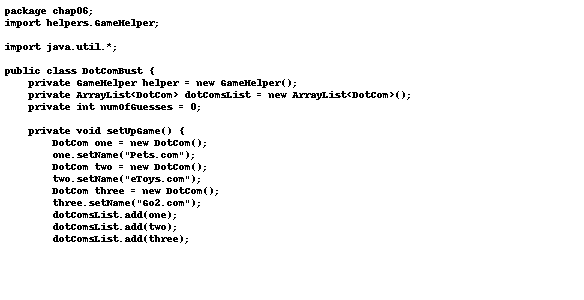 package chap06;
import helpers.GameHelper;

import java.util.*;

public class DotComBust {
    private GameHelper helper = new GameHelper();
    private ArrayList<DotCom> dotComsList = new ArrayList<DotCom>();
    private int numOfGuesses = 0;

    private void setUpGame() {
        DotCom one = new DotCom();
        one.setName("Pets.com");
        DotCom two = new DotCom();
        two.setName("eToys.com");
        DotCom three = new DotCom();
        three.setName("Go2.com");
        dotComsList.add(one);
        dotComsList.add(two);
        dotComsList.add(three);